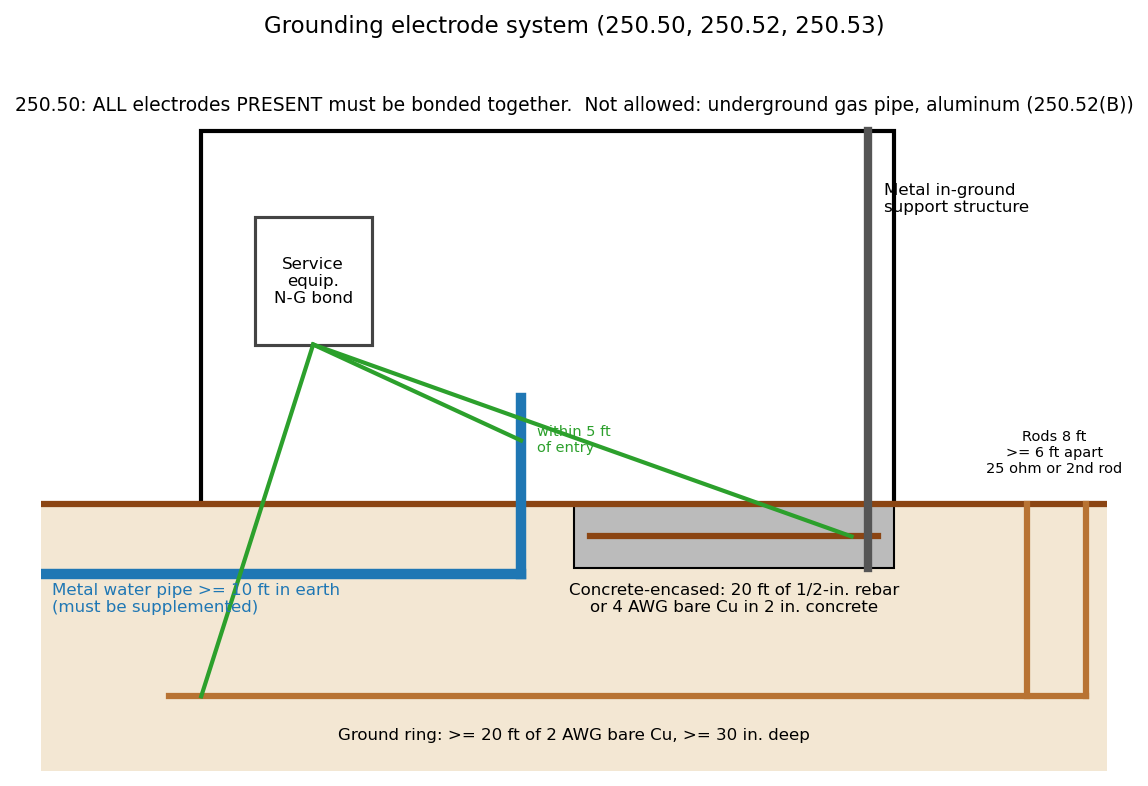 Grounding electrode system (250.50, 250.52, 250.53)
250.50: ALL electrodes PRESENT must be bonded together.  Not allowed: underground gas pipe, aluminum (250.52(B))
Metal in-ground
support structure
Service
equip.
N-G bond
within 5 ft
of entry
Rods 8 ft
>= 6 ft apart
25 ohm or 2nd rod
Metal water pipe >= 10 ft in earth
(must be supplemented)
Concrete-encased: 20 ft of 1/2-in. rebar
or 4 AWG bare Cu in 2 in. concrete
Ground ring: >= 20 ft of 2 AWG bare Cu, >= 30 in. deep